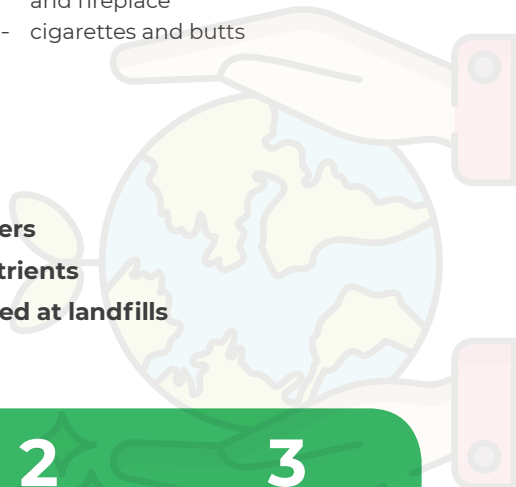 and fireplace
- cigarettes and butts
ers
trients
ed at landfills
2 3